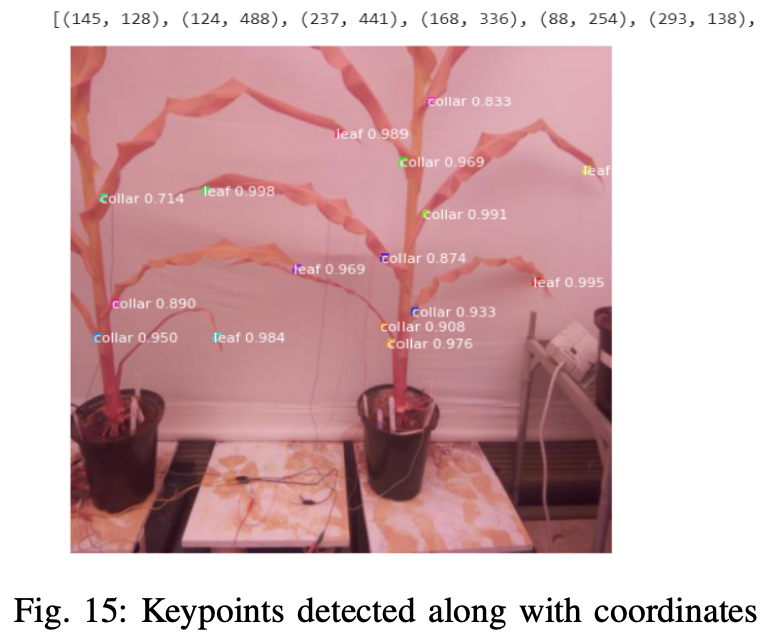 [(145, 128), (124, 488), (237, 441), (168, 336), (88, 254), (293, 138),
collar 0.833
leaf 0.989
collar 0.969
leaf
collar 0.714
leaf 0.998
collar 0.991
collar 0.874
leaf 0.969
leaf 0.995
collar 0.890
collar 0.933
collar 0.908
collar 0.950
leaf 0.984
collar 0.976
Fig. 15: Keypoints detected along with coordinates